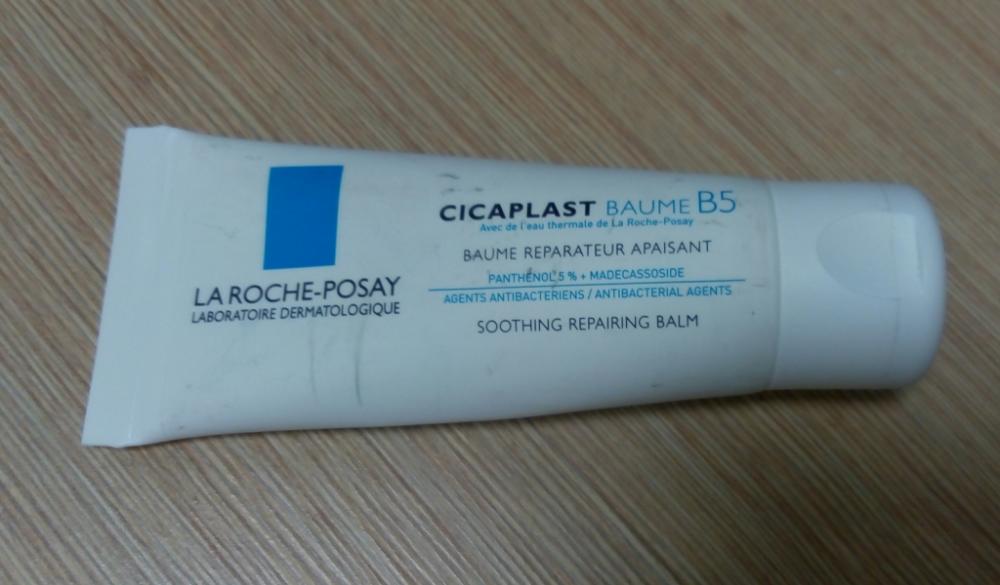 LA ROCHE-POSAY
LABORATOIRE DERMATOLOGIQUE
CICAPLAST BAUME B5
Avec de l'eau thermale de La Roche-Posay
BAUME REPARATEUR APAISANT
PANTHÉNOL 5 % + MADECASSOSIDE
AGENTS ANTIBACTERIENS / ANTIBACTERIAL AGENTS
SOOTHING REPAIRING BALM